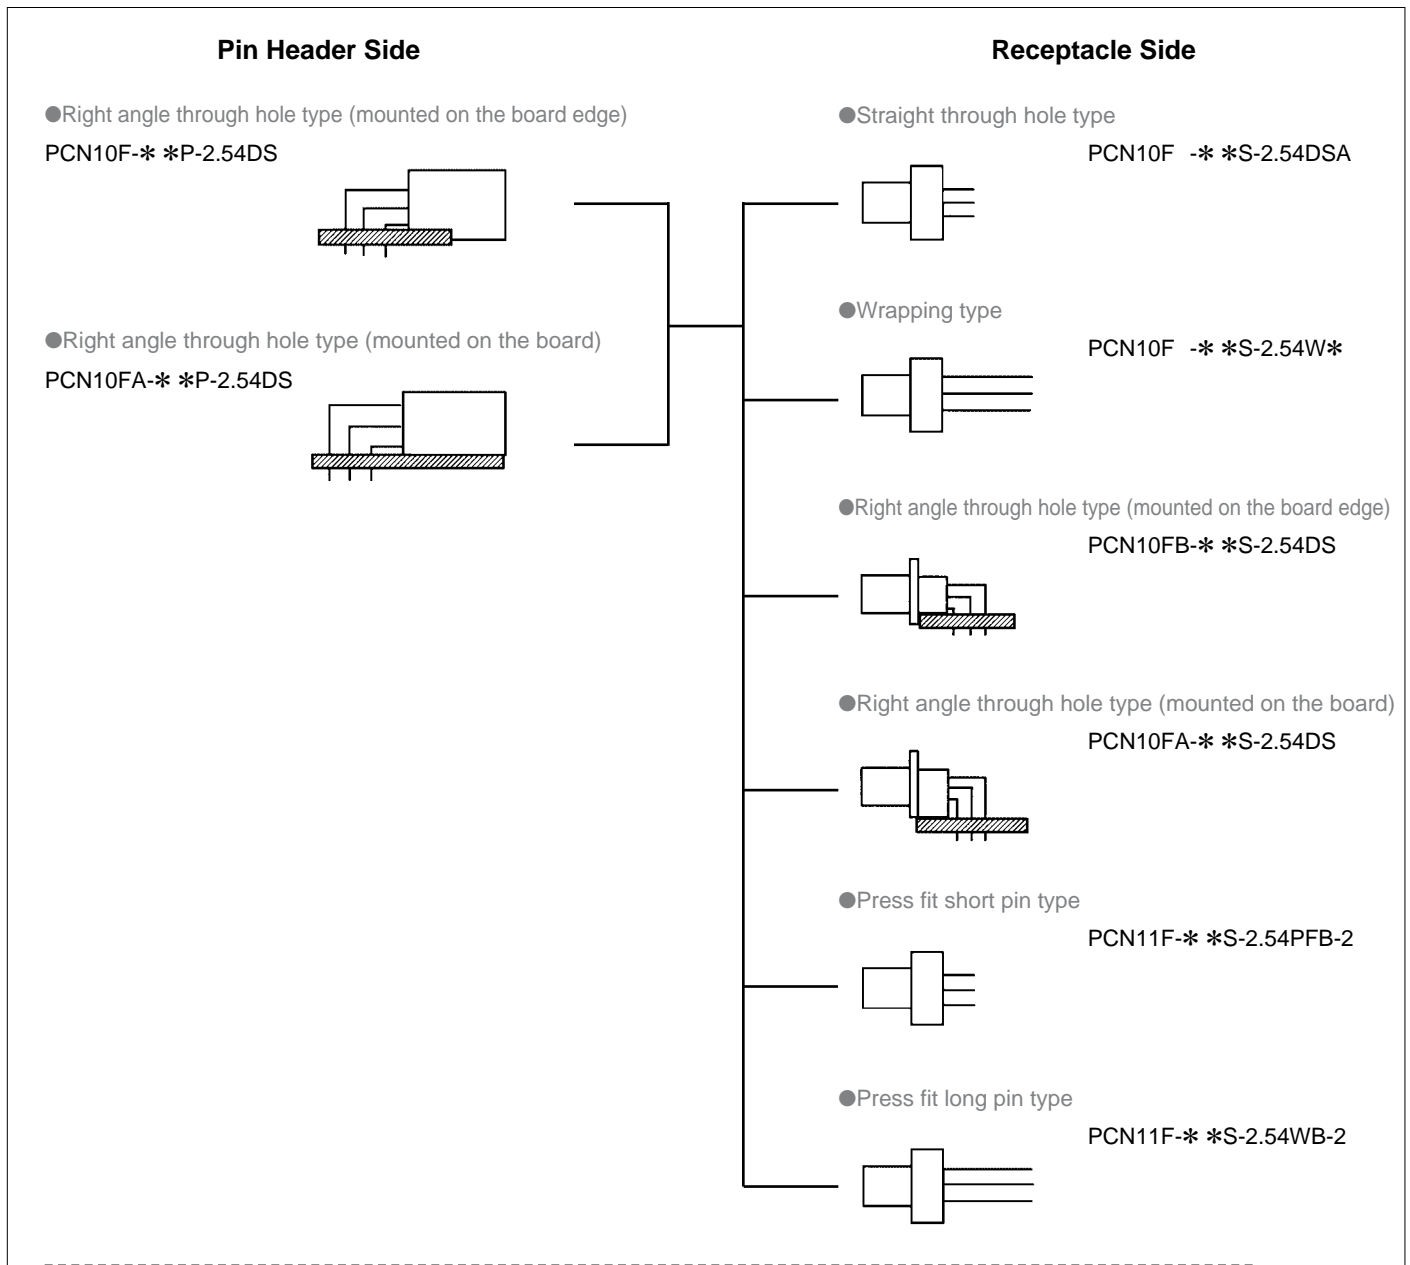 Pin Header Side
●Right angle through hole type (mounted on the board edge)
PCN10F-* *P-2.54DS
●Right angle through hole type (mounted on the board)
PCN10FA-* *P-2.54DS
Receptacle Side
●Straight through hole type
PCN10F -* *S-2.54DSA
●Wrapping type
PCN10F -* *S-2.54W*
●Right angle through hole type (mounted on the board edge)
PCN10FB-* *S-2.54DS
●Right angle through hole type (mounted on the board)
PCN10FA-* *S-2.54DS
●Press fit short pin type
PCN11F-* *S-2.54PFB-2
●Press fit long pin type
PCN11F-* *S-2.54WB-2